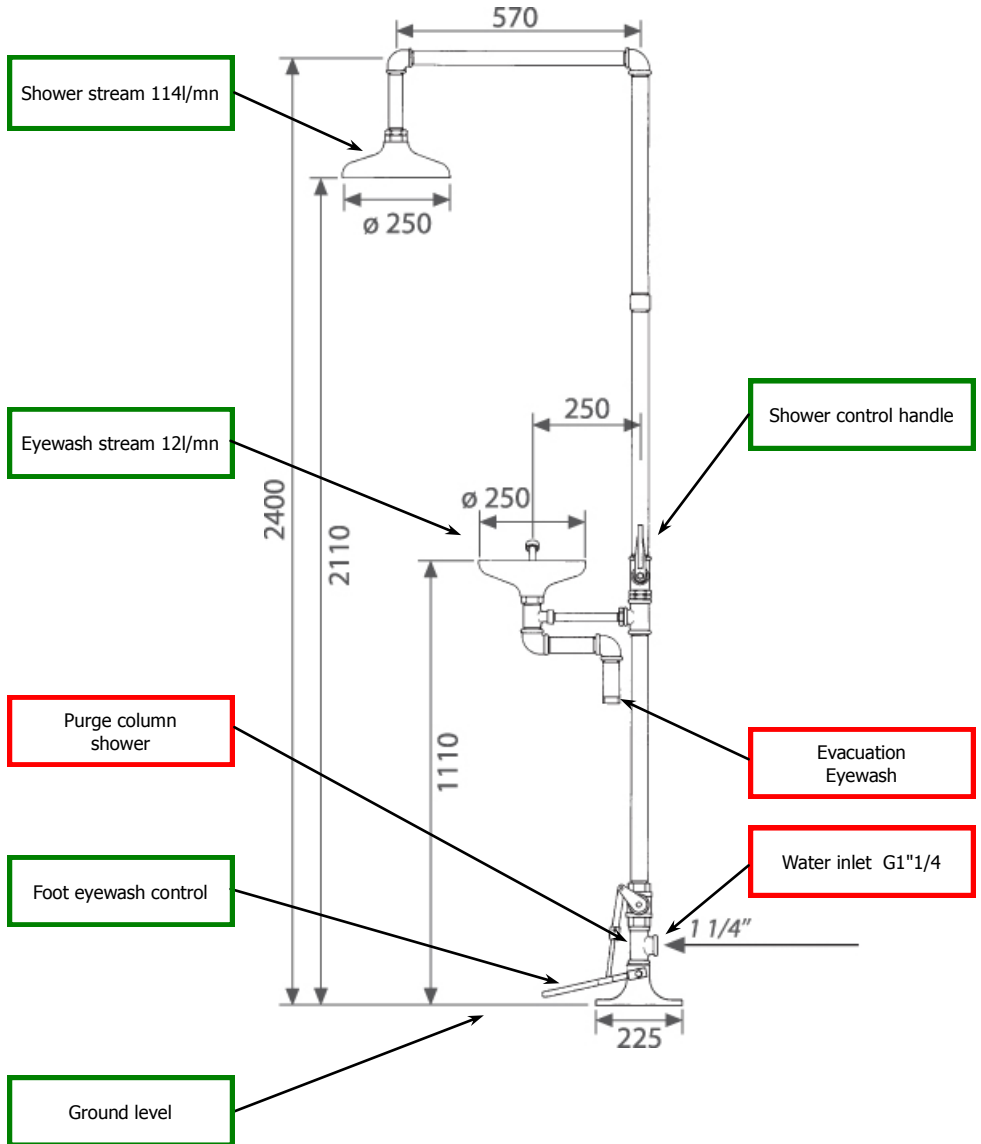 570
Shower stream 114l/mn
ø 250
250
Shower control handle
Eyewash stream 12l/mn
2400
ø 250
2110
Purge column
shower
1110
Evacuation
Eyewash
Water inlet  G1"1/4
Foot eyewash control
1 1/4”
225
Ground level